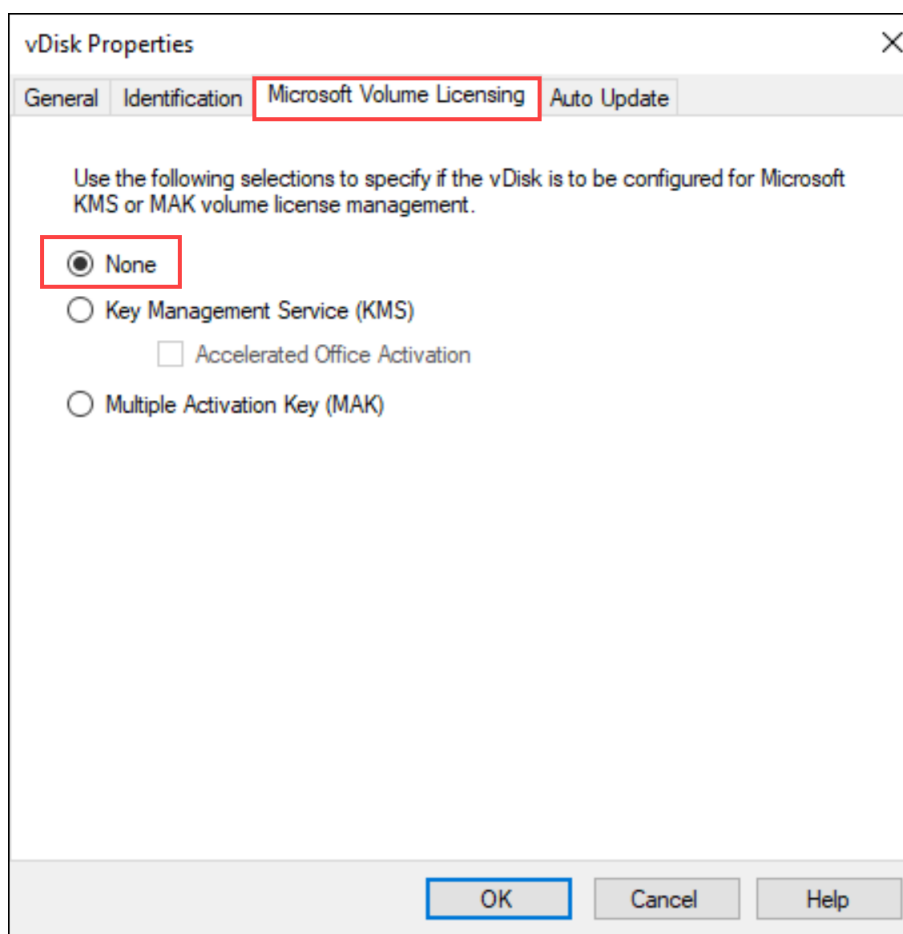 vDisk Properties
General Identification Microsoft Volume Licensing Auto Update
Use the following selections to specify if the vDisk is to be configured for Microsoft
KMS or MAK volume license management.
None
Key Management Service (KMS)
Accelerated Office Activation
Multiple Activation Key (MAK)
OK Cancel Help